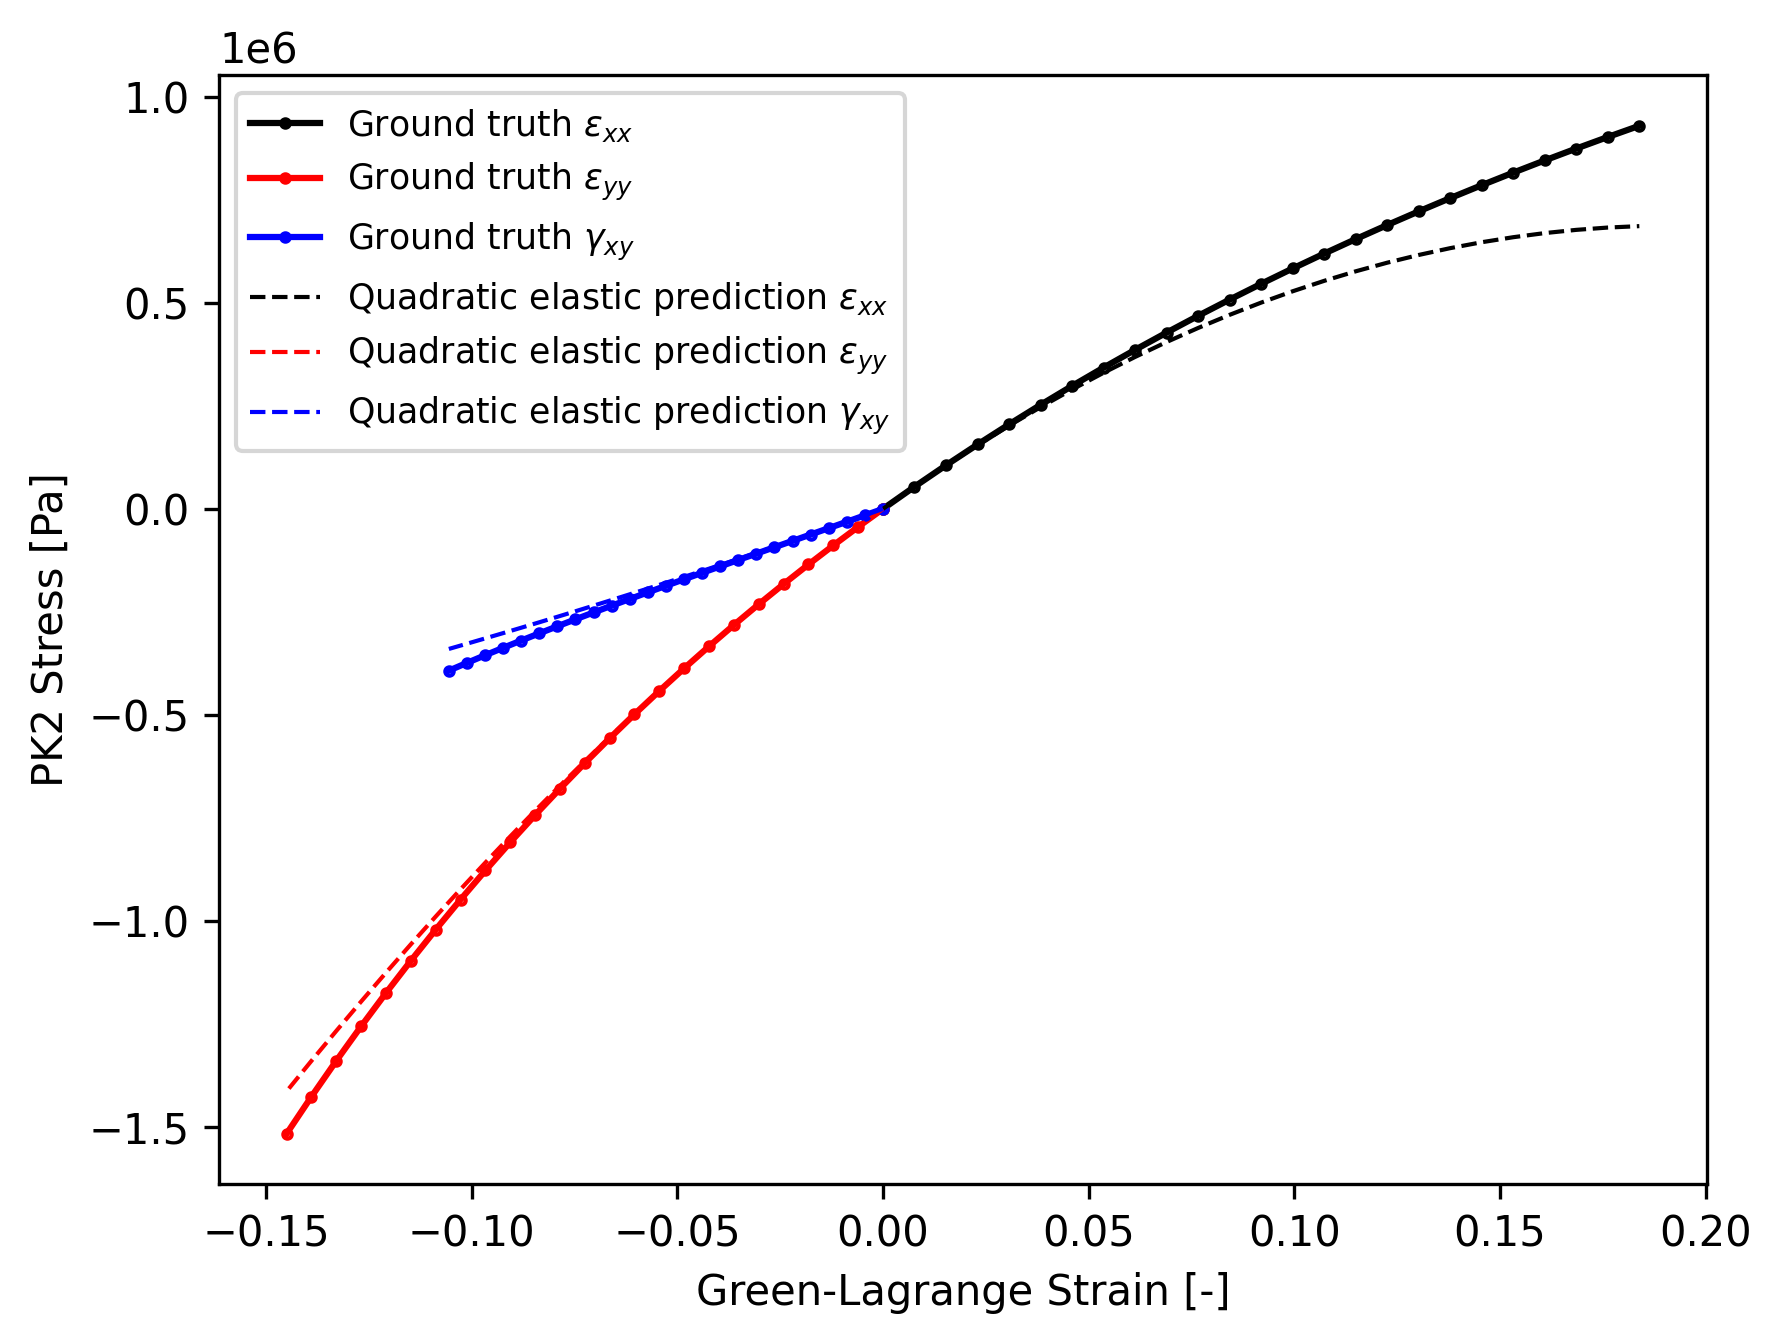 1e6
1.0
0.5
0.0
−0.5
−1.0
−1.5
PK2 Stress [Pa]
Ground truth εxx
Ground truth εyy
Ground truth γxy
Quadratic elastic prediction εxx
Quadratic elastic prediction εyy
Quadratic elastic prediction γxy
−0.15 −0.10 −0.05 0.00 0.05 0.10 0.15 0.20
Green-Lagrange Strain [-]